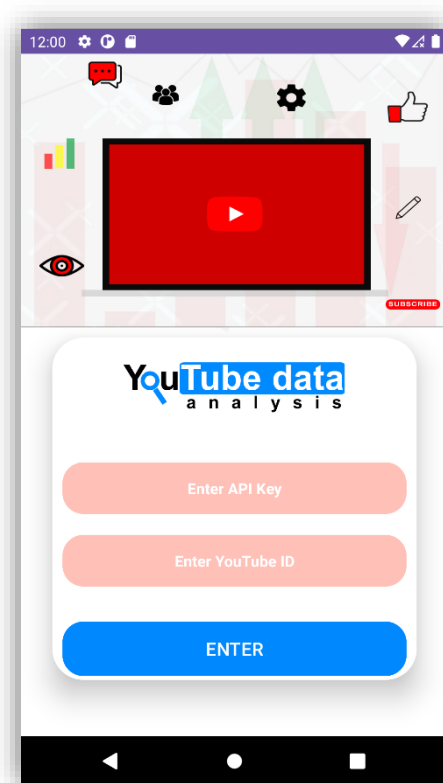 12:00
SUBSCRIBE
YouTube data
analysis
Enter API Key
Enter YouTube ID
ENTER